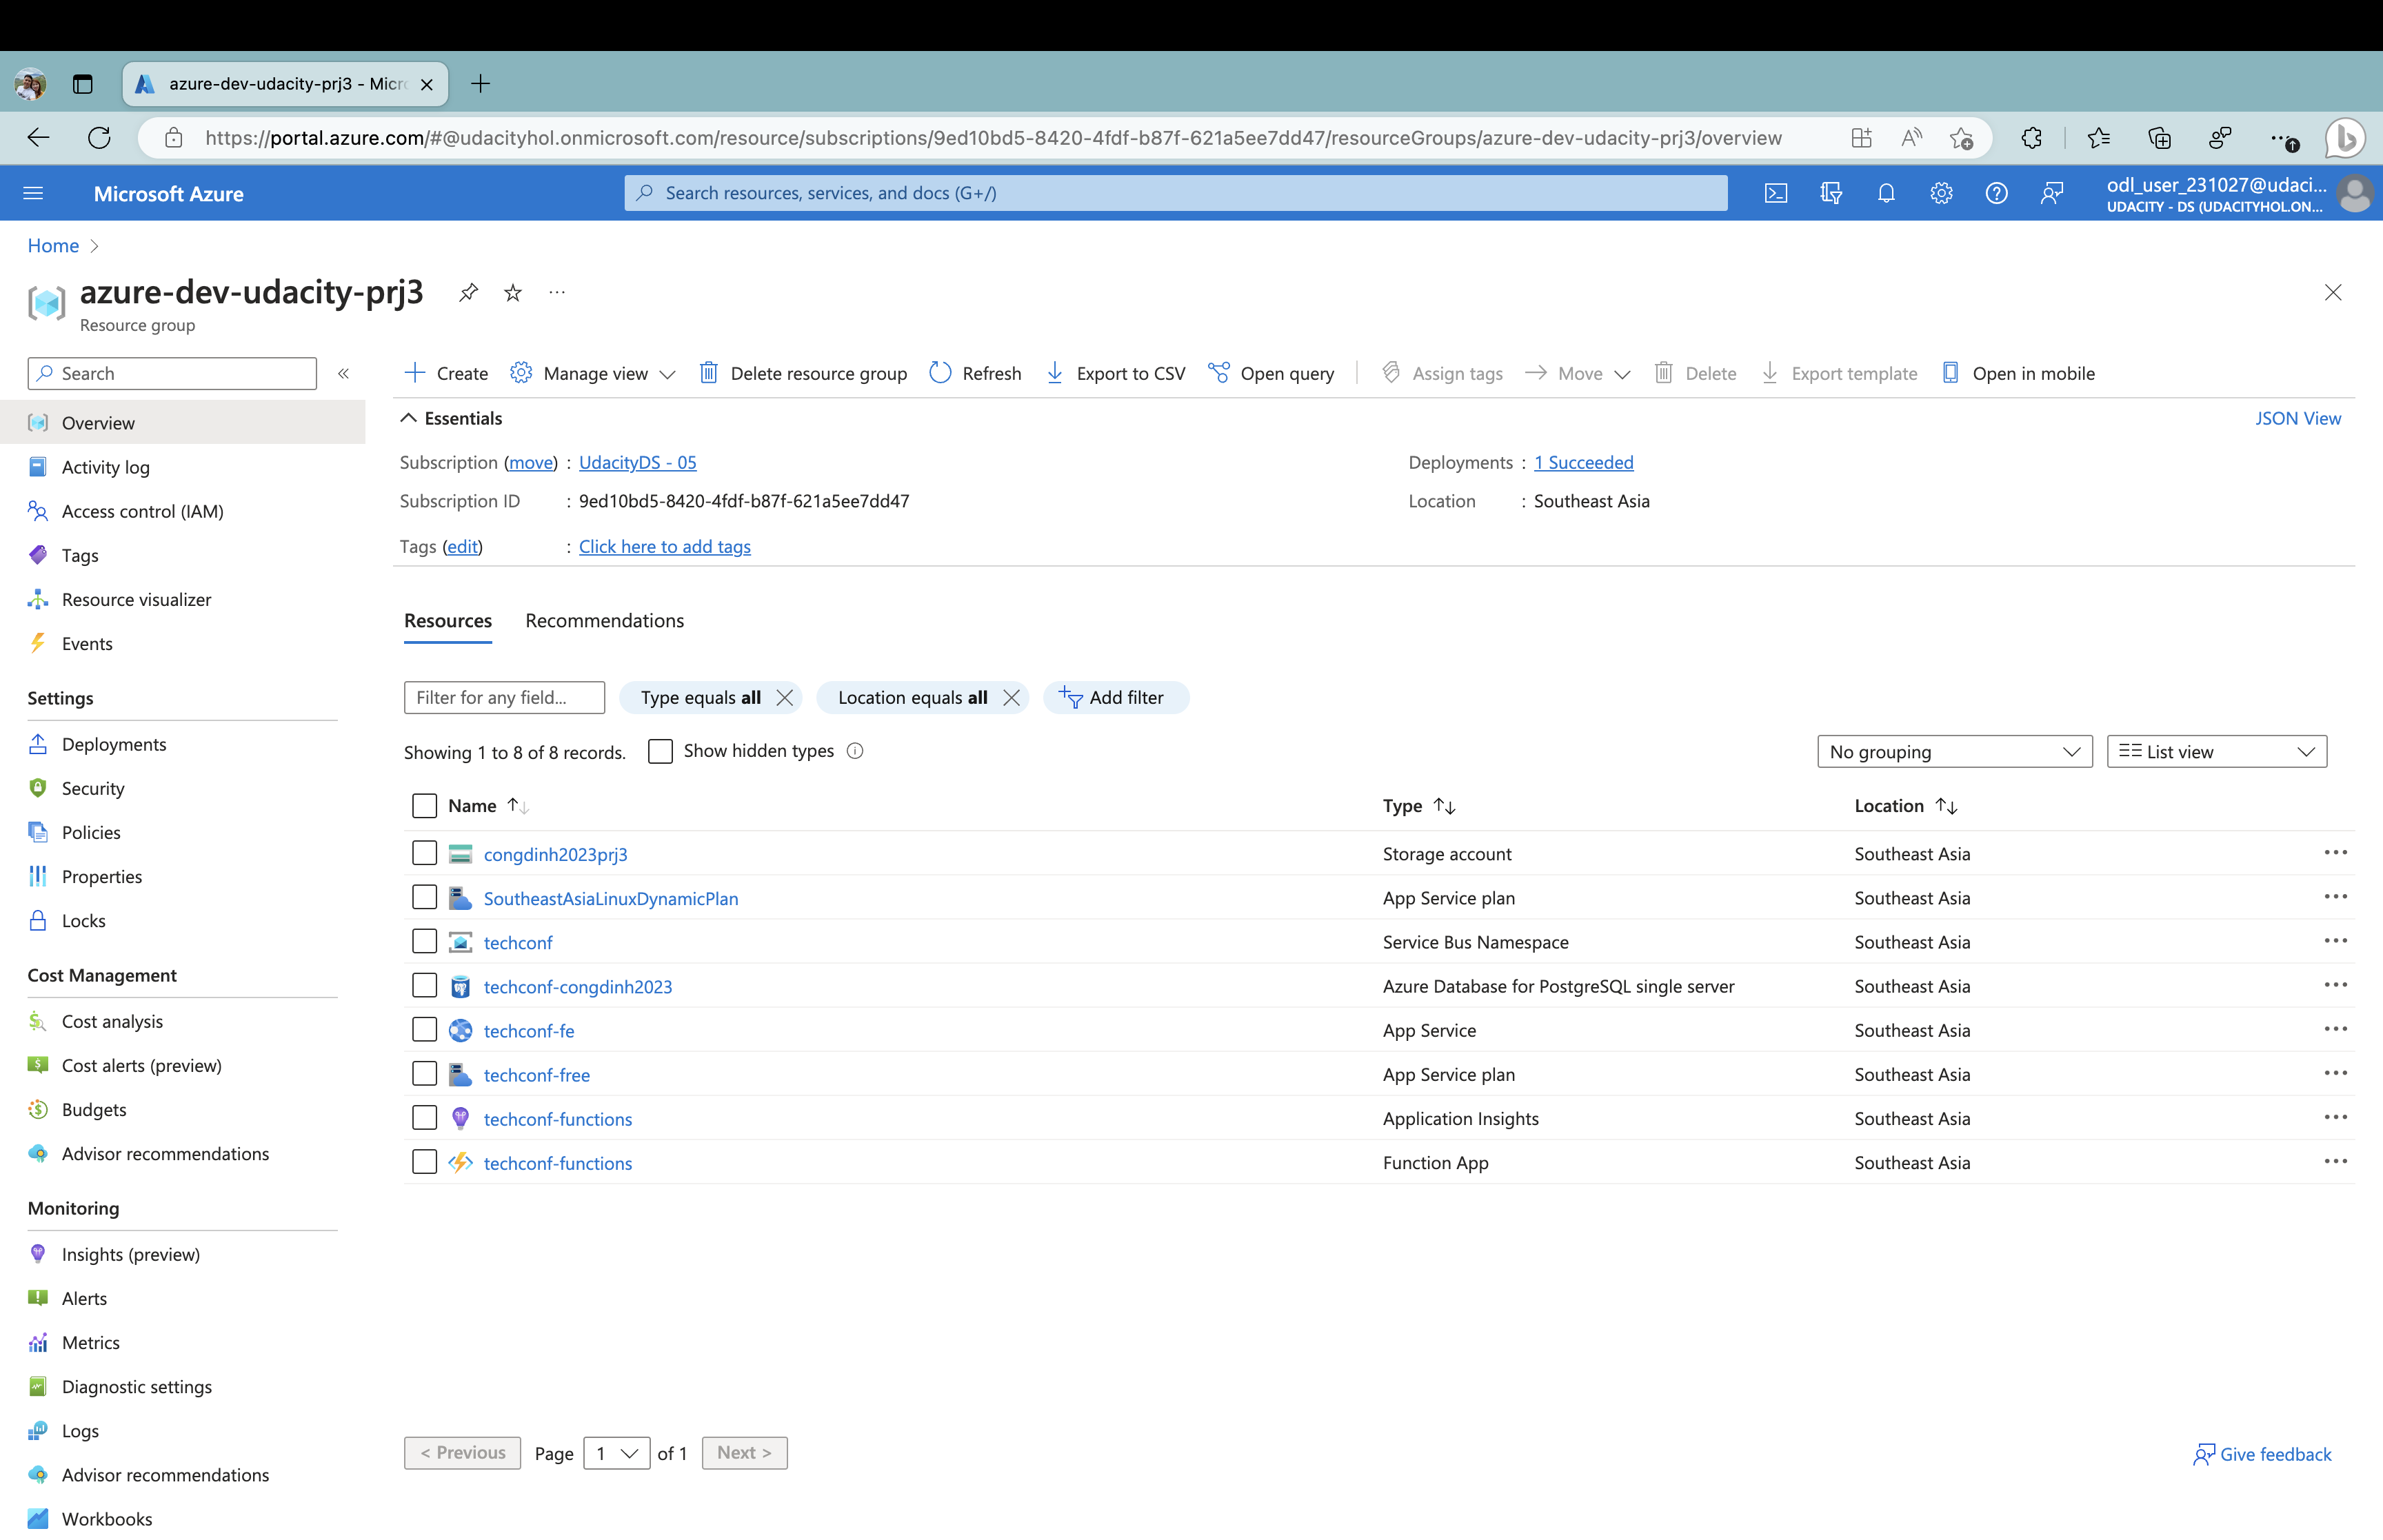 azure-dev-udacity-prj3 - Micr
https://portal.azure.com/#@udacityhol.onmicrosoft.com/resource/subscriptions/9ed10bd5-8420-4fdf-b87f-621a5ee7dd47/resourceGroups/azure-dev-udacity-prj3/overview
Microsoft Azure
Search resources, services, and docs (G+/)
odl_user_231027@udaci...
UDACITY - DS (UDACITYHOL.ON...
Home
azure-dev-udacity-prj3
Resource group
Search
Overview
Activity log
Access control (IAM)
Tags
Resource visualizer
Events
Settings
Deployments
Security
Policies
Properties
Locks
Cost Management
Cost analysis
Cost alerts (preview)
Budgets
Advisor recommendations
Monitoring
Insights (preview)
Alerts
Metrics
Diagnostic settings
Logs
Advisor recommendations
Workbooks
Create Manage view Delete resource group Refresh Export to CSV Open query Assign tags Move Delete Export template Open in mobile
Essentials JSON View
Subscription (move) : UdacityDS - 05 Deployments : 1 Succeeded
Subscription ID : 9ed10bd5-8420-4fdf-b87f-621a5ee7dd47 Location : Southeast Asia
Tags (edit) : Click here to add tags
Resources Recommendations
Filter for any field... Type equals all Location equals all Add filter
Showing 1 to 8 of 8 records. Show hidden types No grouping List view
Name Type Location
congdinh2023prj3 Storage account Southeast Asia
SoutheastAsiaLinuxDynamicPlan App Service plan Southeast Asia
techconf Service Bus Namespace Southeast Asia
techconf-congdinh2023 Azure Database for PostgreSQL single server Southeast Asia
techconf-fe App Service Southeast Asia
techconf-free App Service plan Southeast Asia
techconf-functions Application Insights Southeast Asia
techconf-functions Function App Southeast Asia
< Previous Page 1 of 1 Next > Give feedback